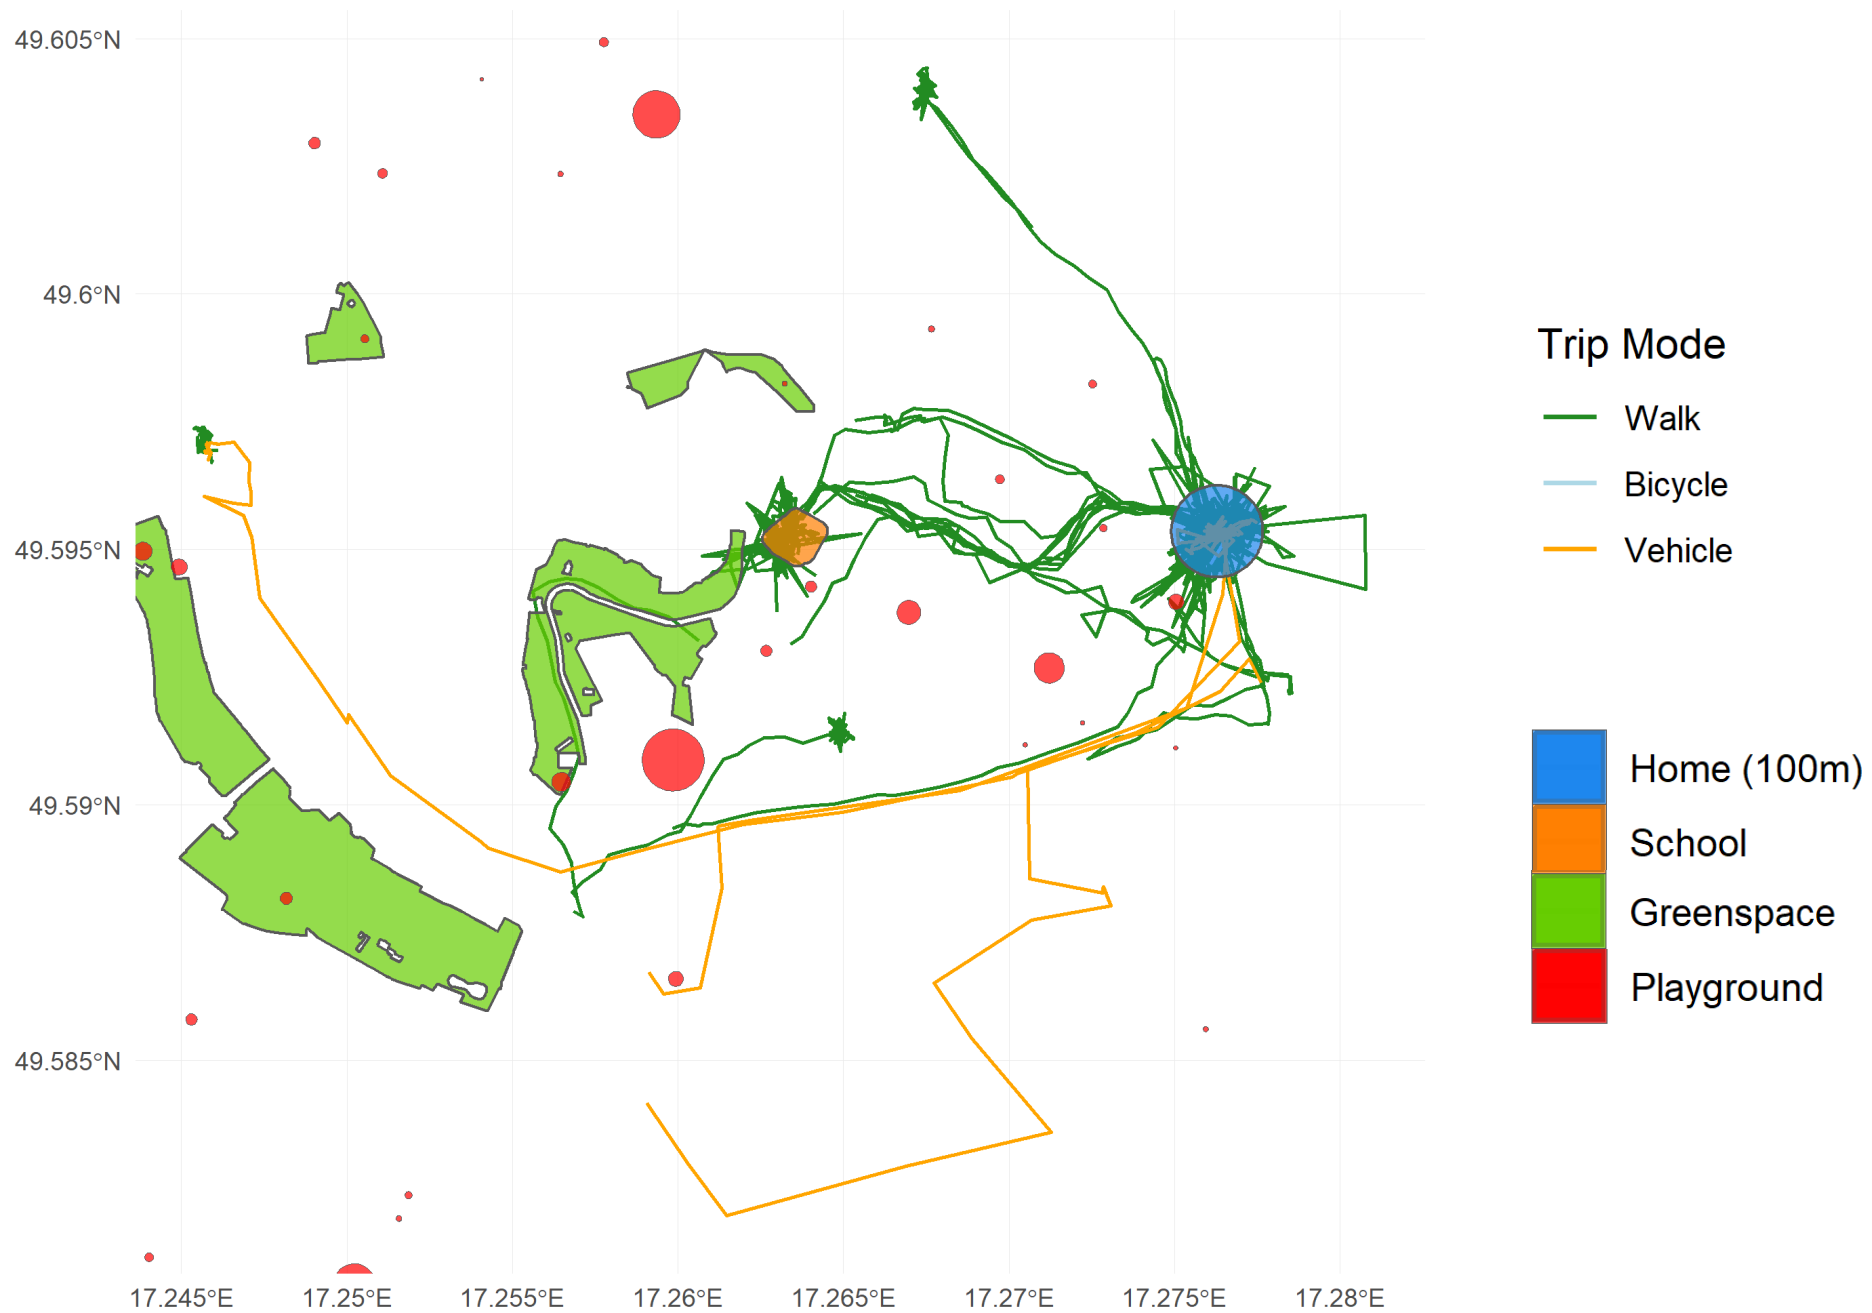 49.605°N
49.6°N
49.595°N
49.59°N
49.585°N
17.245°E 17.25°E 17.255°E 17.26°E 17.265°E 17.27°E 17.275°E 17.28°E
Trip Mode
Walk
Bicycle
Vehicle
Home (100m)
School
Greenspace
Playground